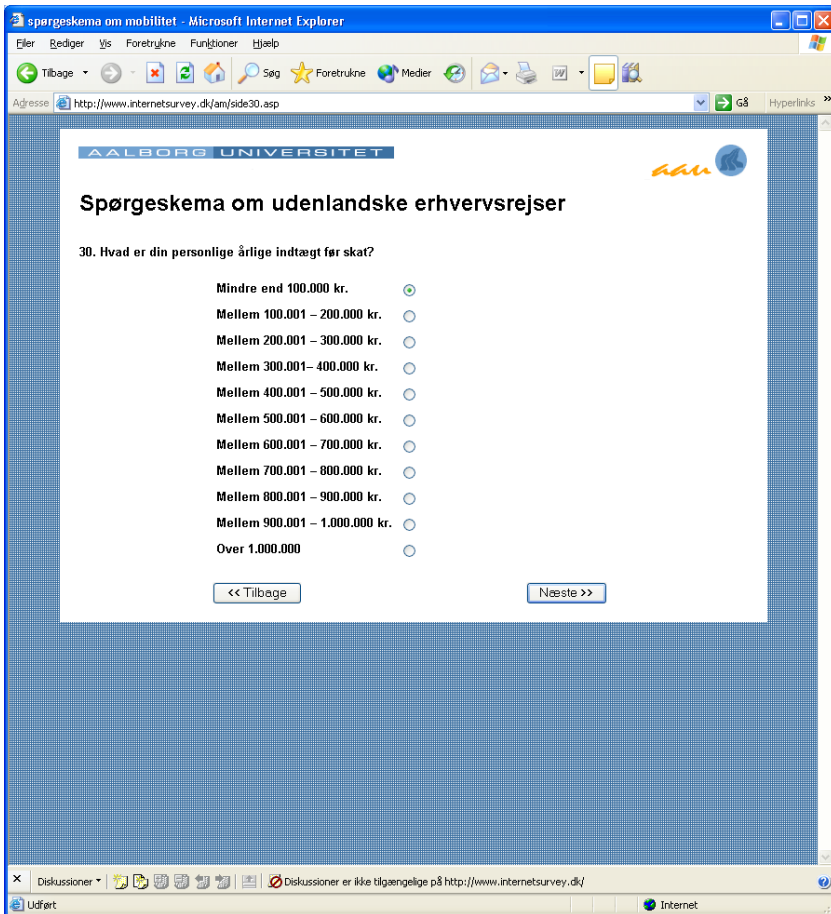 spørgeskema om mobilitet - Microsoft Internet Explorer
Filer Rediger Vis Foretrykne Funktioner Hjælp
Tilbage Søg Foretrukne Medier
Adresse http://www.internetsurvey.dk/am/side30.asp Gå Hyperlinks »
AALBORG UNIVERSITET
aau
Spørgeskema om udenlandske erhvervsrejser
30. Hvad er din personlige årlige indtægt før skat?
Mindre end 100.000 kr.
Mellem 100.001 – 200.000 kr.
Mellem 200.001 – 300.000 kr.
Mellem 300.001– 400.000 kr.
Mellem 400.001 – 500.000 kr.
Mellem 500.001 – 600.000 kr.
Mellem 600.001 – 700.000 kr.
Mellem 700.001 – 800.000 kr.
Mellem 800.001 – 900.000 kr.
Mellem 900.001 – 1.000.000 kr.
Over 1.000.000
<< Tilbage Næste >>
Diskussioner Diskussioner er ikke tilgængelige på http://www.internetsurvey.dk/
Udført Internet